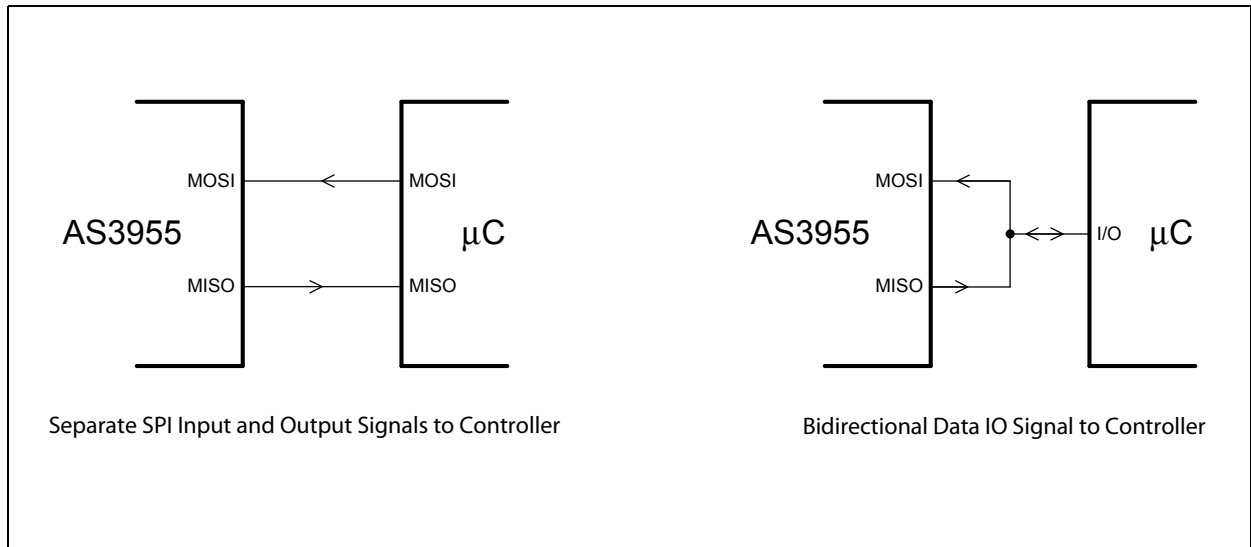 MOSI
MOSI
AS3955
μC
MISO
MISO
Separate SPI Input and Output Signals to Controller
MOSI
AS3955
I/O
μC
MISO
Bidirectional Data IO Signal to Controller